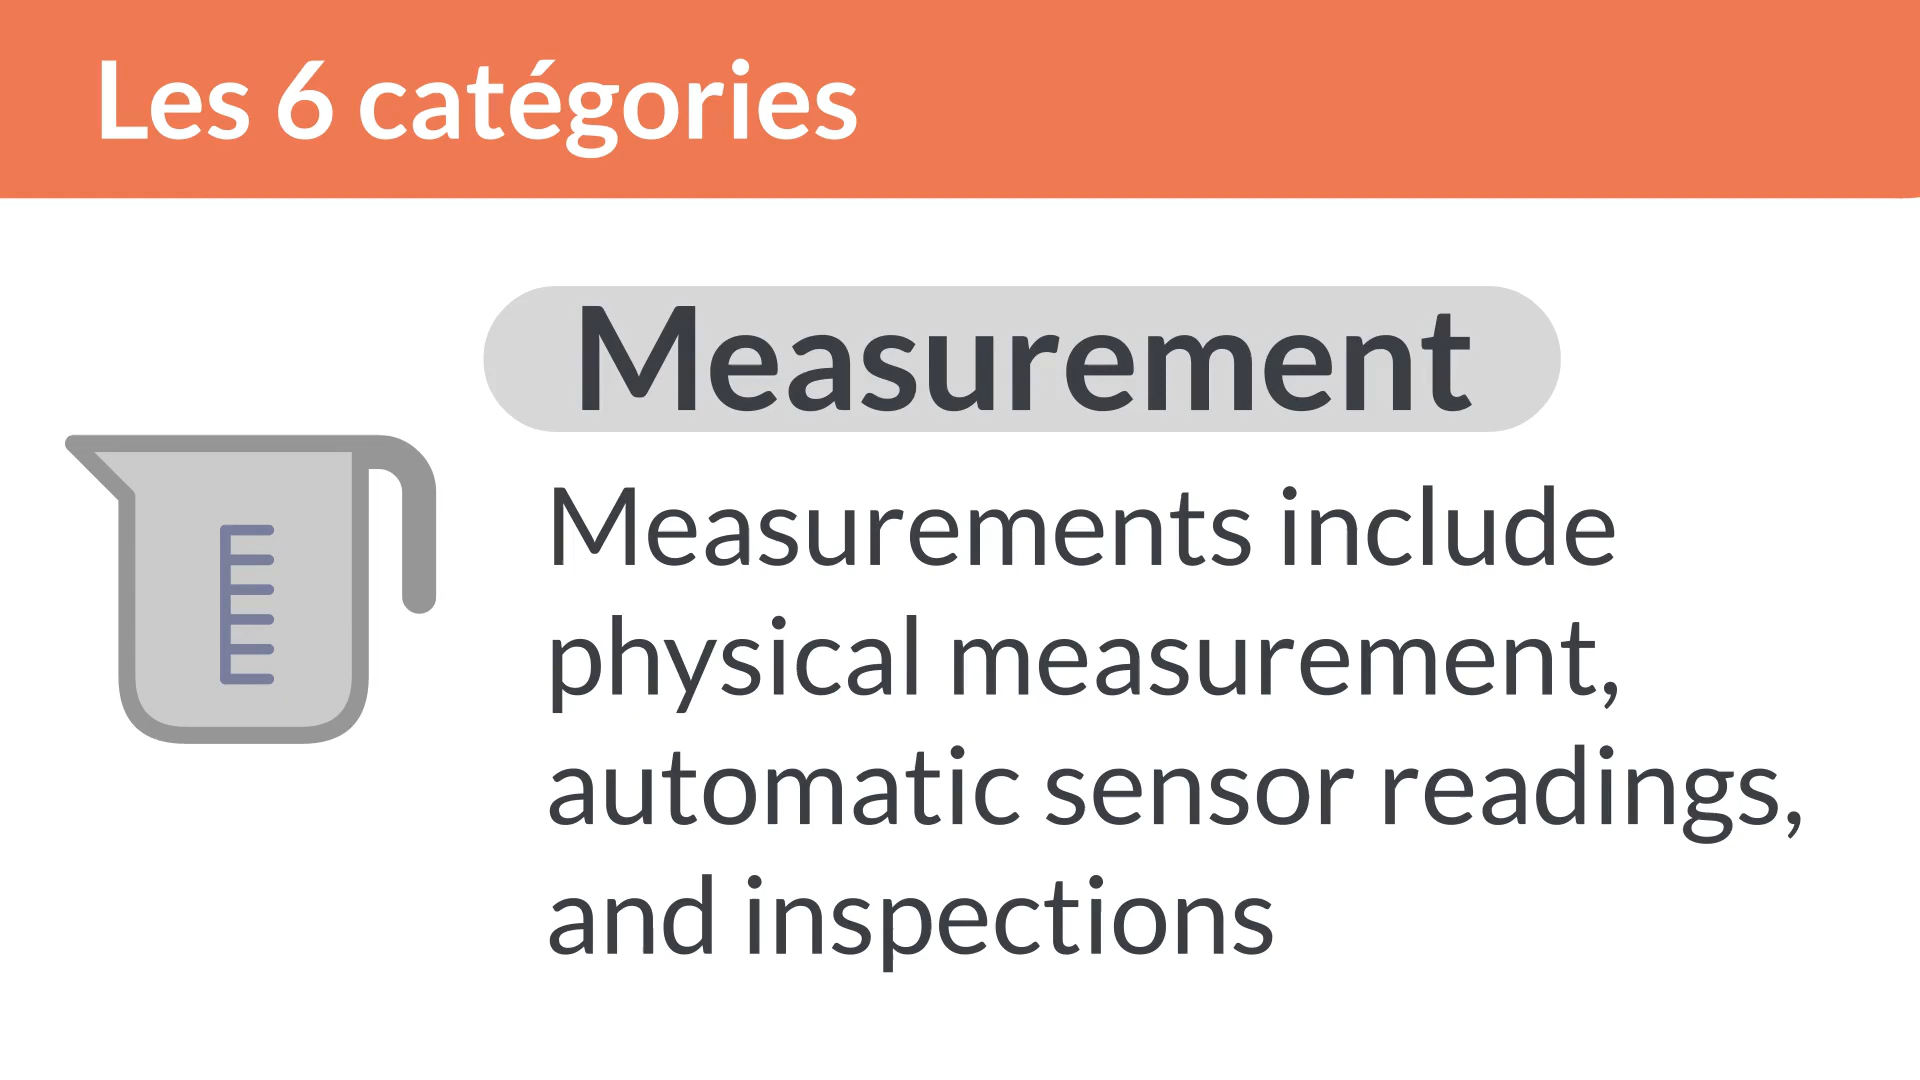 Les 6 catégories
Measurement
Measurements include
physical measurement,
automatic sensor readings,
and inspections